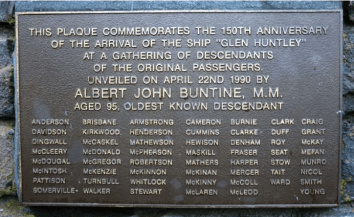 THIS PLAQUE COMMEMORATES THE 150TH ANNIVERSARY
OF THE ARRIVAL OF THE SHIP "GLEN HUNTLEY"
AT A GATHERING OF DESCENDANTS
OF THE ORIGINAL PASSENGERS.
UNVEILED ON APRIL 22ND 1990 BY
ALBERT JOHN BUNTINE, M.M.
AGED 95, OLDEST KNOWN DESCENDANT
ANDERSON BRISBANE ARMSTRONG CAMERON BURNIE CLARK CRAIG
DAVIDSON KIRKWOOD HENDERSON CUMMINS CLARKE DUFF GRANT
DINGWALL McCASKEL MATHEWSON HEWISON DENHAM ROY McKAY
McCLEERY McDONALD McPHERSON MASKILL FRASER SEAT MEFAN
McDOUGAL McGREGOR ROBERTSON MATHERS HARPER STOW MUNRO
McINTOSH McKENZIE McKINNON McKINAN MERCER TAIT NICOL
PATTISON TURNBULL WHITLOCK McKINNY McCOLL WARD SMITH
SOMERVILLE WALKER STEWART McLAREN McLEOD YOUNG